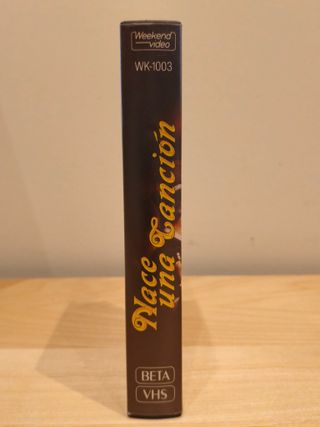 Weekend
video
WK-1003
Nace
una Canción
BETA
VHS